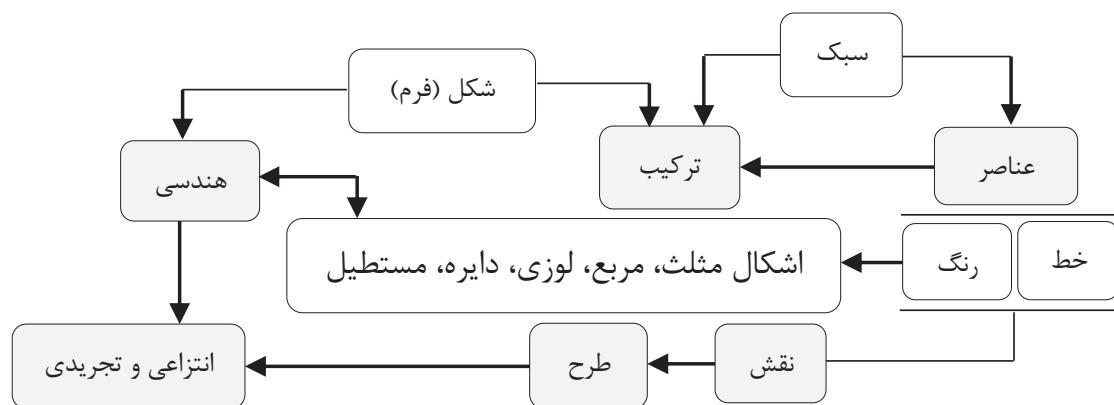 سبک
شکل (فرم)
عناصر
ترکیب
هندسی
خط
رنگ
اشکال مثلث، مربع، لوزی، دایره، مستطیل
نقش
طرح
انتزاعی و تجریدی